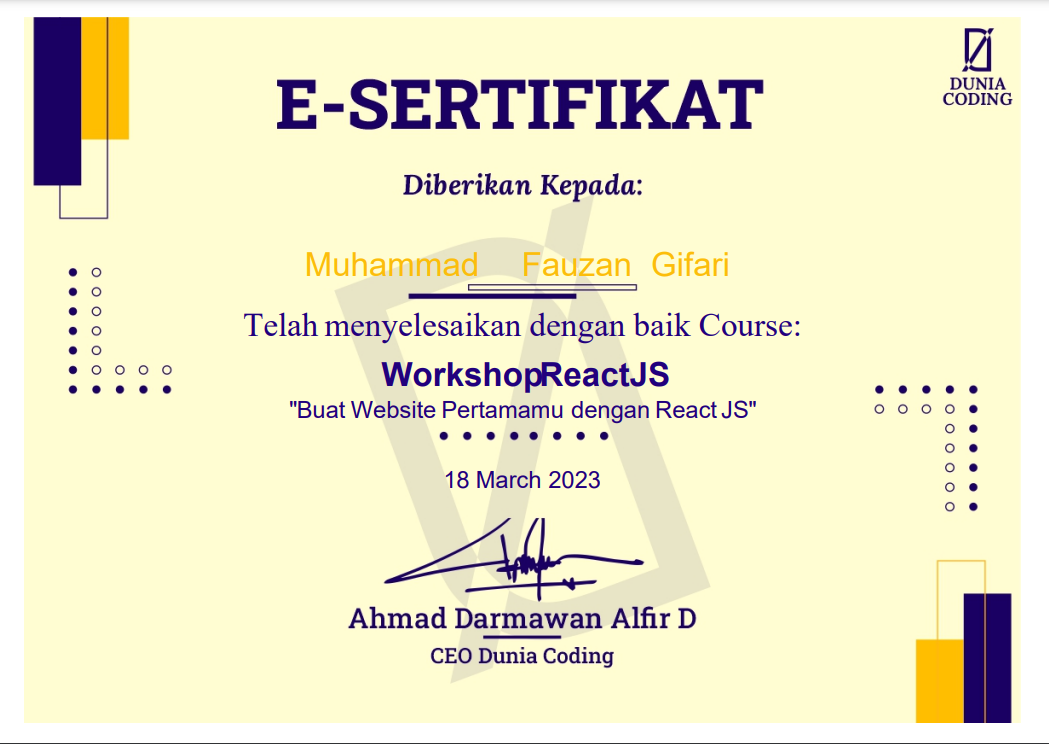 DUNIA
CODING
E-SERTIFIKAT
Diberikan Kepada:
Muhammad Fauzan Gifari
Telah menyelesaikan dengan baik Course:
WorkshopReactJS
"Buat Website Pertamamu dengan React JS"
18 March 2023
Ahmad Darmawan Alfir D
CEO Dunia Coding